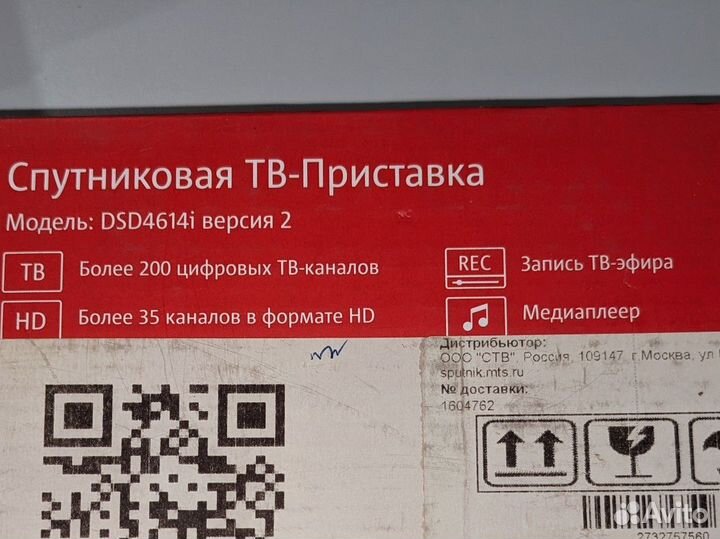 Спутниковая ТВ-Приставка
Модель: DSD4614i версия 2
ТВ Более 200 цифровых ТВ-каналов
REC Запись ТВ-эфира
HD Более 35 каналов в формате HD
Медиаплеер
Дистрибьютор:
ООО "СТВ", Россия, 109147, г.Москва, ул
sputnik.mts.ru
№ доставки:
1604762
2732757560
Avito